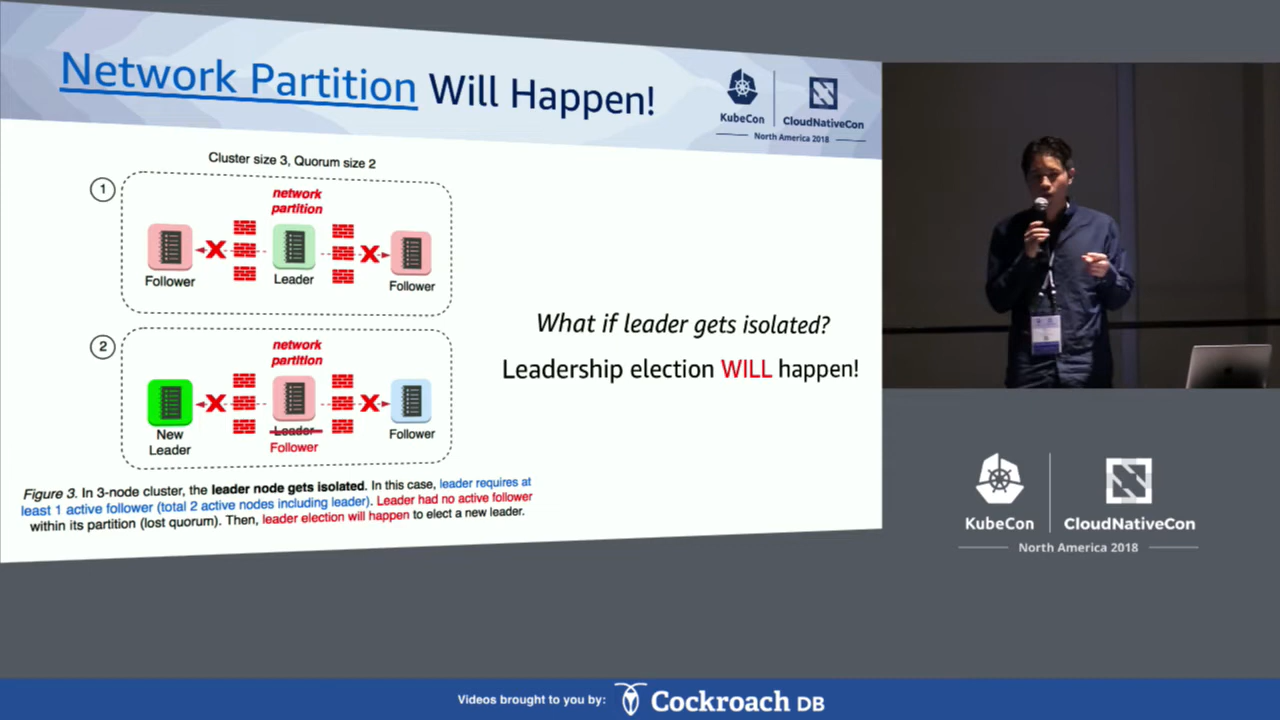 Network Partition Will Happen!
KubeCon
CloudNativeCon
North America 2018
Cluster size 3, Quorum size 2
1
network
partition
Follower
Leader
Follower
2
network
partition
New
Leader
Leader
Follower
Follower
What if leader gets isolated?
Leadership election WILL happen!
Figure 3. In 3-node cluster, the leader node gets isolated. In this case, leader requires at
least 1 active follower (total 2 active nodes including leader). Leader had no active follower
within its partition (lost quorum). Then, leader election will happen to elect a new leader.
KubeCon
CloudNativeCon
North America 2018
Videos brought to you by:
Cockroach DB